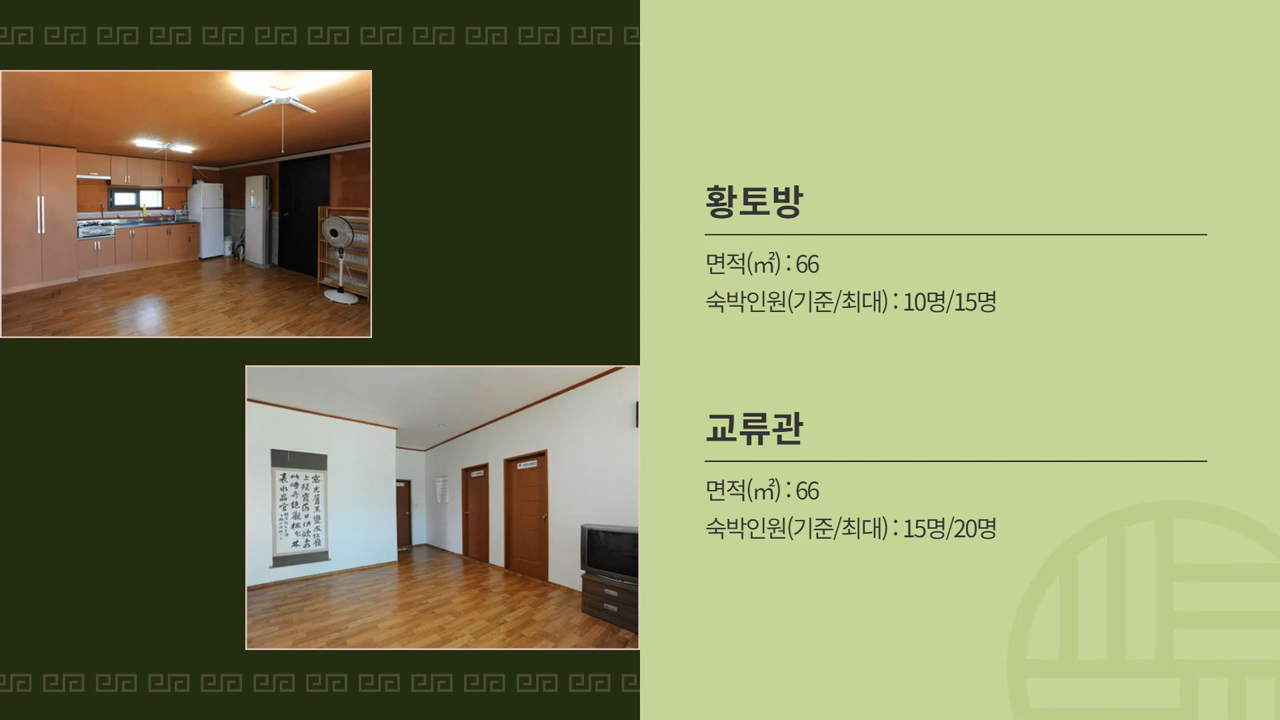 황토방
면적(㎡) : 66
숙박인원(기준/최대) : 10명/15명
교류관
면적(㎡) : 66
숙박인원(기준/최대) : 15명/20명